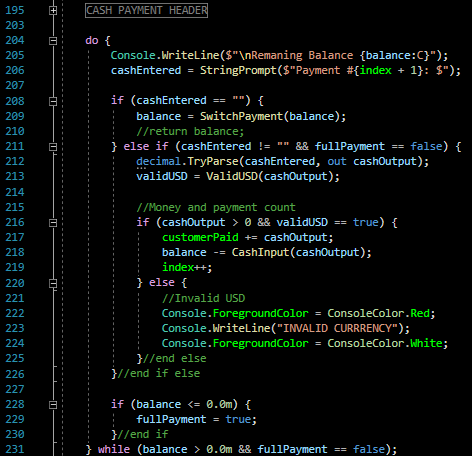 195 CASH PAYMENT HEADER
203
204 do {
205 Console.WriteLine($"\nRemaning Balance {balance:C}");
206 cashEntered = StringPrompt($"Payment #{index + 1}: $");
207
208 if (cashEntered == "") {
209 balance = SwitchPayment(balance);
210 //return balance;
211 } else if (cashEntered != "" && fullPayment == false) {
212 decimal.TryParse(cashEntered, out cashOutput);
213 validUSD = ValidUSD(cashOutput);
214
215 //Money and payment count
216 if (cashOutput > 0 && validUSD == true) {
217 customerPaid += cashOutput;
218 balance -= CashInput(cashOutput);
219 index++;
220 } else {
221 //Invalid USD
222 Console.ForegroundColor = ConsoleColor.Red;
223 Console.WriteLine("INVALID CURRRENCY");
224 Console.ForegroundColor = ConsoleColor.White;
225 }//end else
226 }//end if else
227
228 if (balance <= 0.0m) {
229 fullPayment = true;
230 }//end if
231 } while (balance > 0.0m && fullPayment == false);